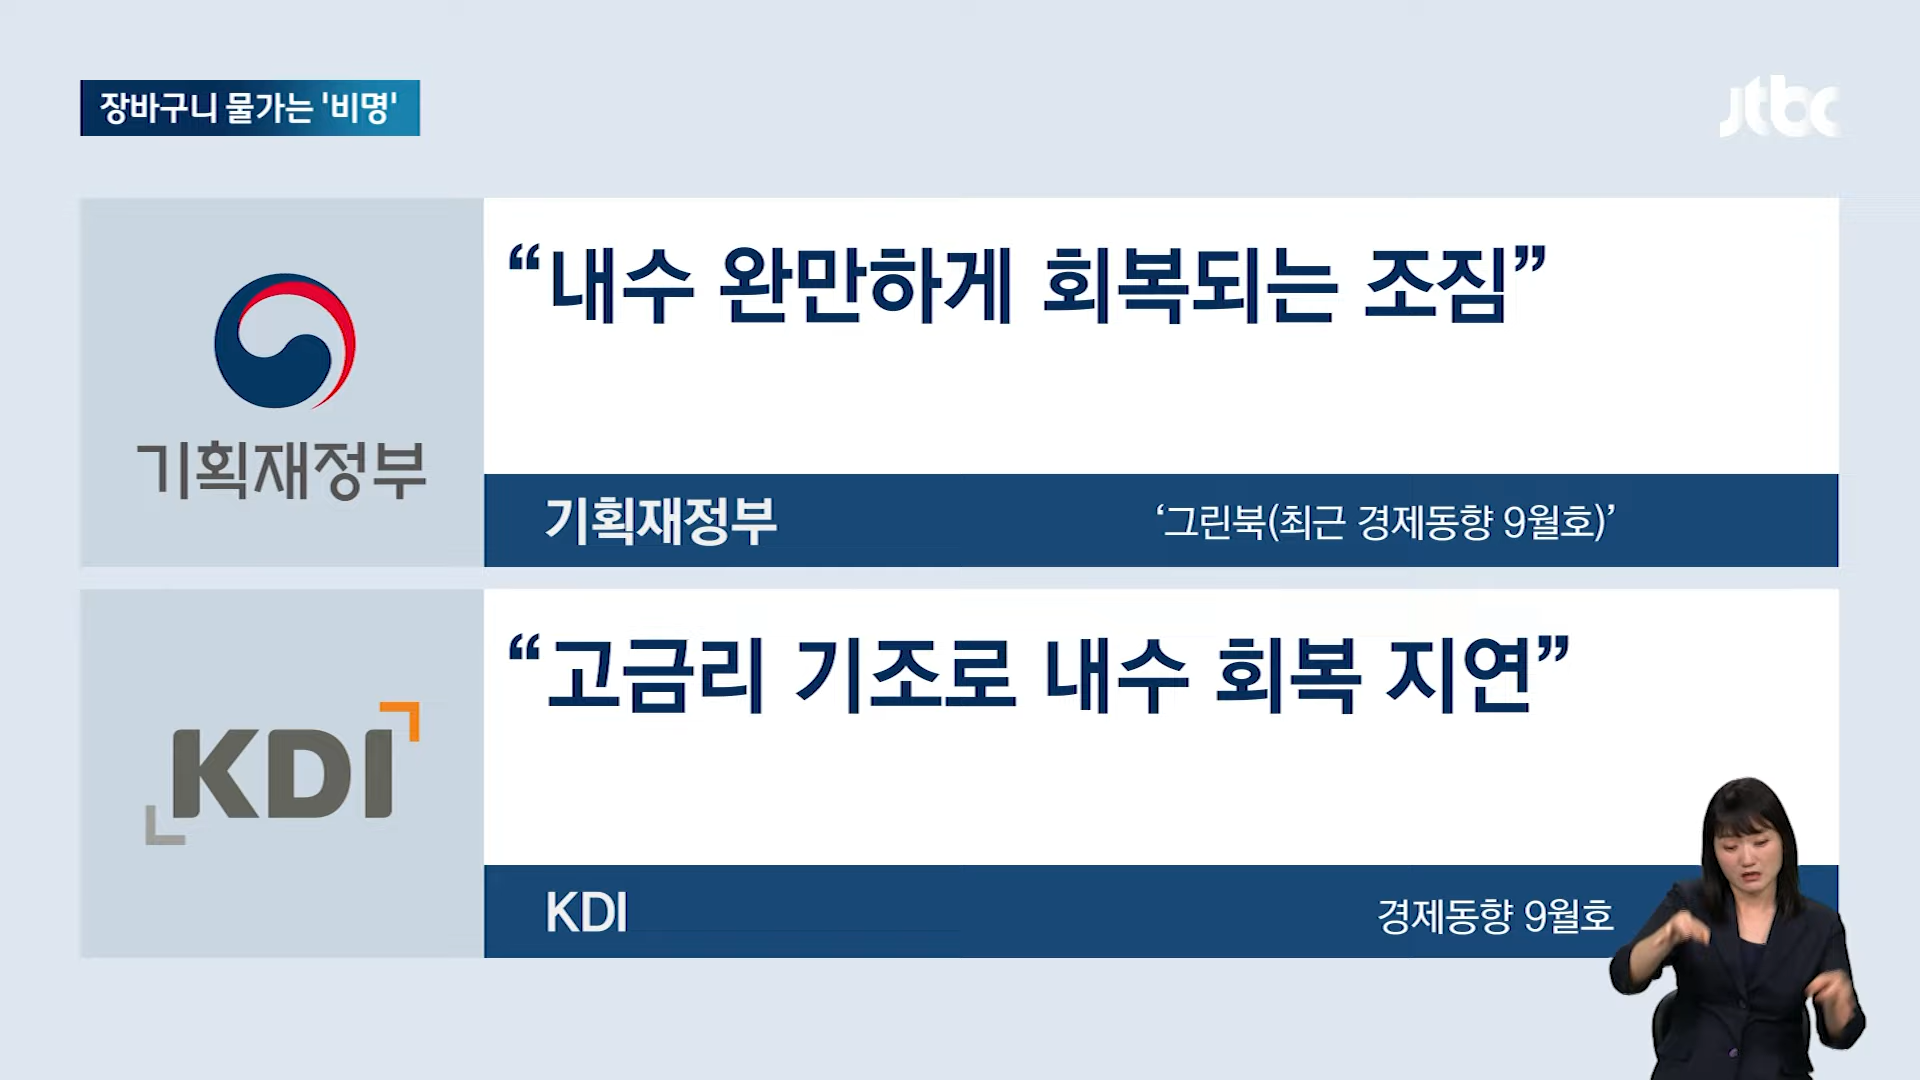 장바구니 물가는 '비명'
jtbc
기획재정부
“내수 완만하게 회복되는 조짐”
기획재정부 ‘그린북(최근 경제동향 9월호)’
KDI
“고금리 기조로 내수 회복 지연”
KDI 경제동향 9월호